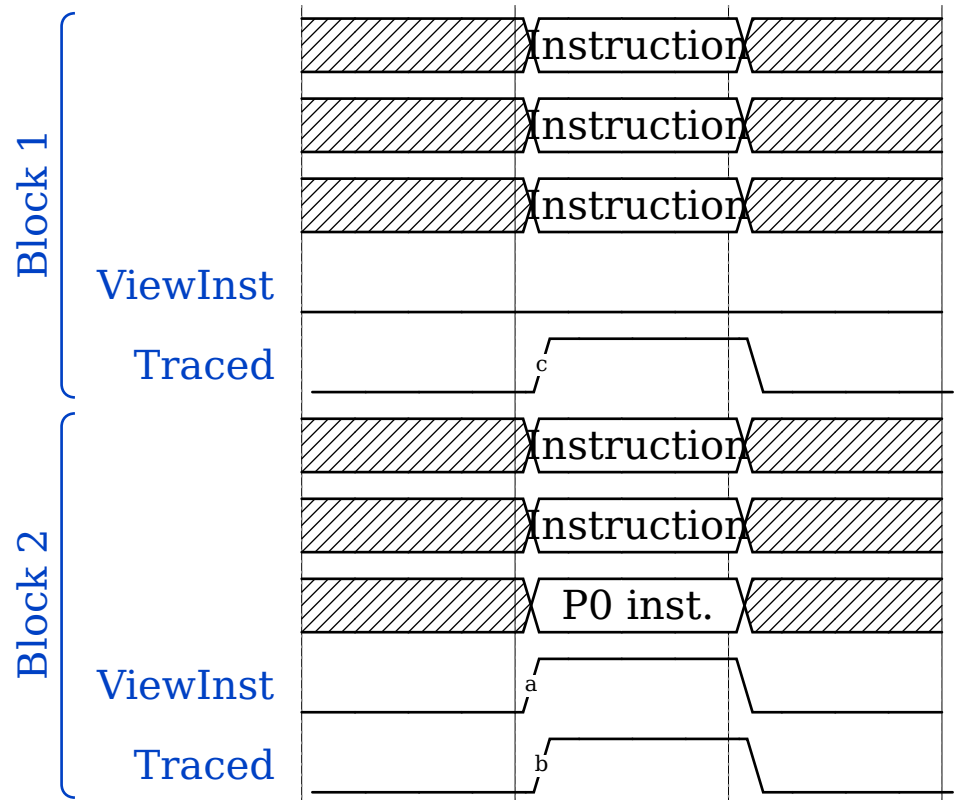 Block 1
Instruction
Instruction
Instruction
ViewInst
Traced
c
Block 2
Instruction
Instruction
P0 inst.
ViewInst
a
Traced
b